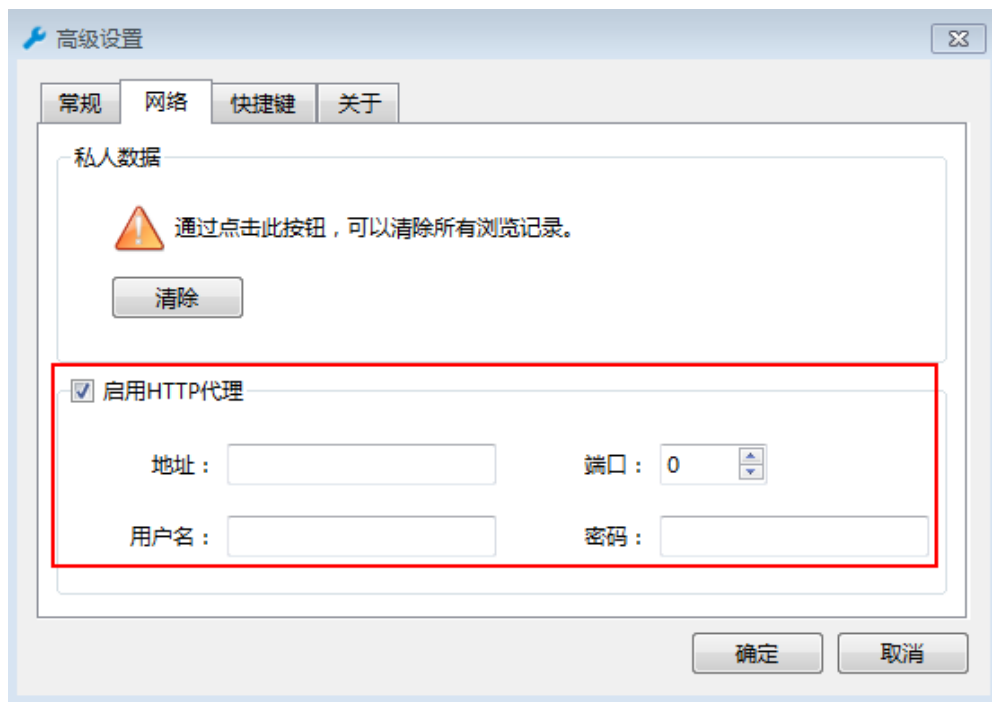 高级设置
常规 网络 快捷键 关于
私人数据
通过点击此按钮，可以清除所有浏览记录。
清除
启用HTTP代理
地址： 端口： 0
用户名： 密码：
确定 取消